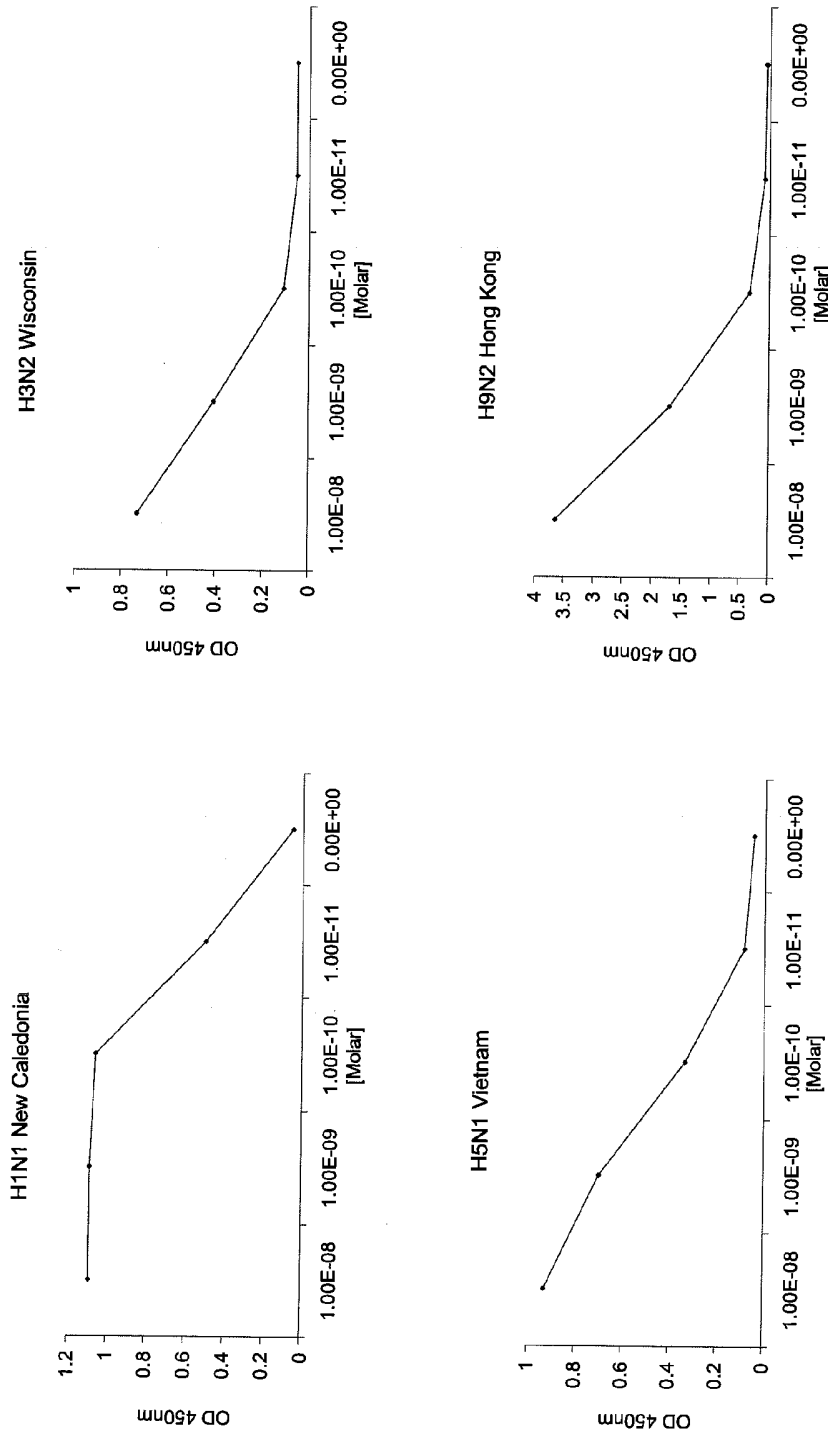 H1N1 New Caledonia
OD 450nm
1.2
1
0.8
0.6
0.4
0.2
0
1.00E-08
1.00E-09
1.00E-10
1.00E-11
0.00E+00
[Molar]
H3N2 Wisconsin
OD 450nm
1
0.8
0.6
0.4
0.2
0
1.00E-08
1.00E-09
1.00E-10
1.00E-11
0.00E+00
[Molar]
H5N1 Vietnam
OD 450nm
1
0.8
0.6
0.4
0.2
0
1.00E-08
1.00E-09
1.00E-10
1.00E-11
0.00E+00
[Molar]
H9N2 Hong Kong
OD 450nm
4
3.5
3
2.5
2
1.5
1
0.5
0
1.00E-08
1.00E-09
1.00E-10
1.00E-11
0.00E+00
[Molar]